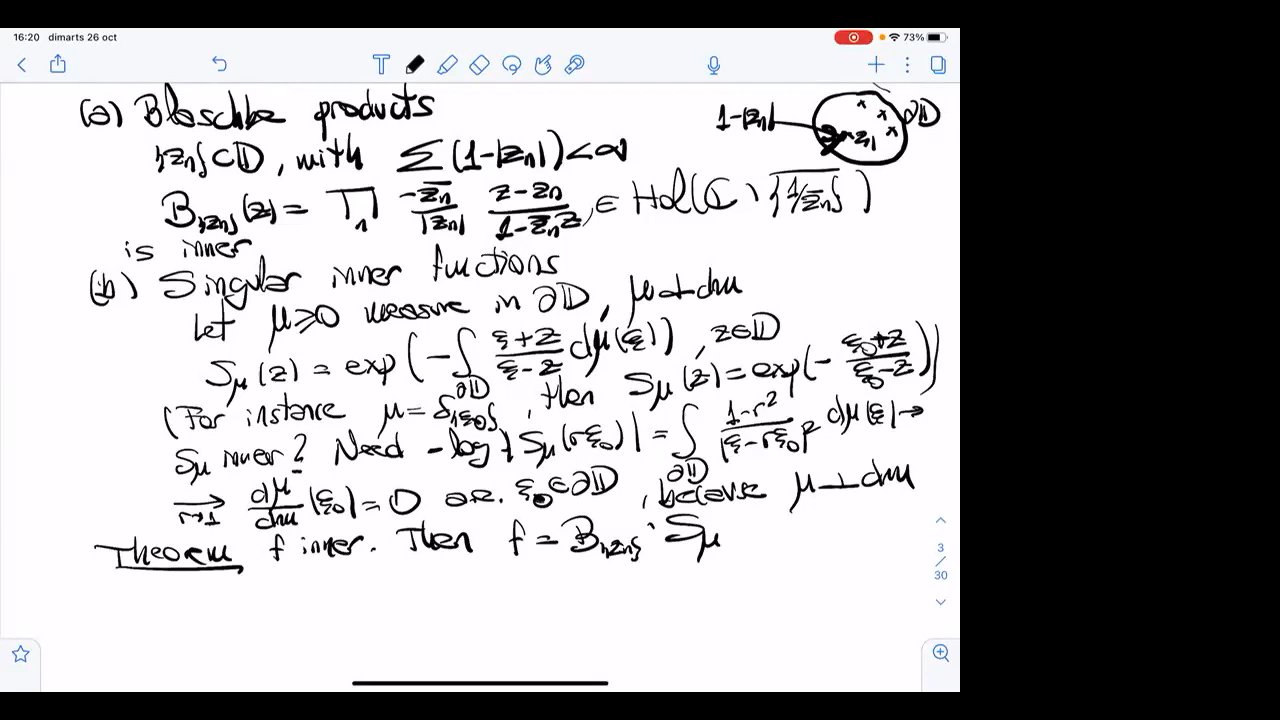 16:20 dimarts 26 oct 73%
(a) Blaschke products
1-|zn| zn ∂D
{zn} ⊂ D, with Σ (1-|zn|) < ∞
B{zn}(z) = ∏n -z̄n/|zn| (z-zn)/(1-z̄n z), ∈ Hol(ℂ \ \overline{{1/z̄n}})
is inner
(b) Singular inner functions
Let μ ≥ 0 measure in ∂D, μ ⊥ dm
Sμ(z) = exp(-∫∂D (ξ+z)/(ξ-z) dμ(ξ)), z ∈ D
(For instance μ = δ{ξ0}, then Sμ(z) = exp(-(ξ0+z)/(ξ0-z)))
Sμ inner? Need -log|Sμ(rξ0)| = ∫∂D (1-r²)/|ξ-rξ0|² dμ(ξ) →
→ r→1 dμ/dm (ξ0) = 0 a.e. ξ0 ∈ ∂D, because μ ⊥ dm
Theorem f inner. Then f = B{zn} · Sμ
3
/
30